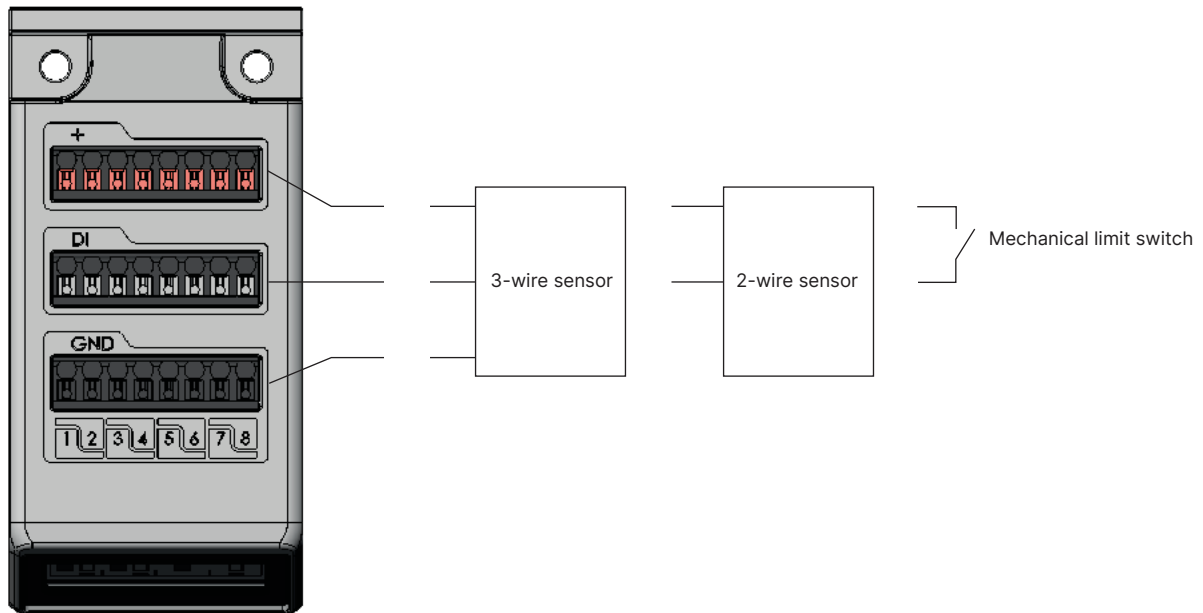 +
DI
GND
1 2 3 4 5 6 7 8
3-wire sensor
2-wire sensor
Mechanical limit switch